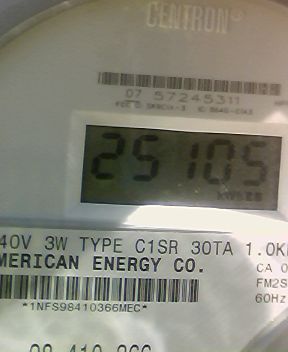 CENTRON®
07 57245311
25105
40V 3W TYPE C1SR 30TA 1.0K
MERICAN ENERGY CO.
CA 0
FM2S
60Hz
*1NFS98410366MEC*